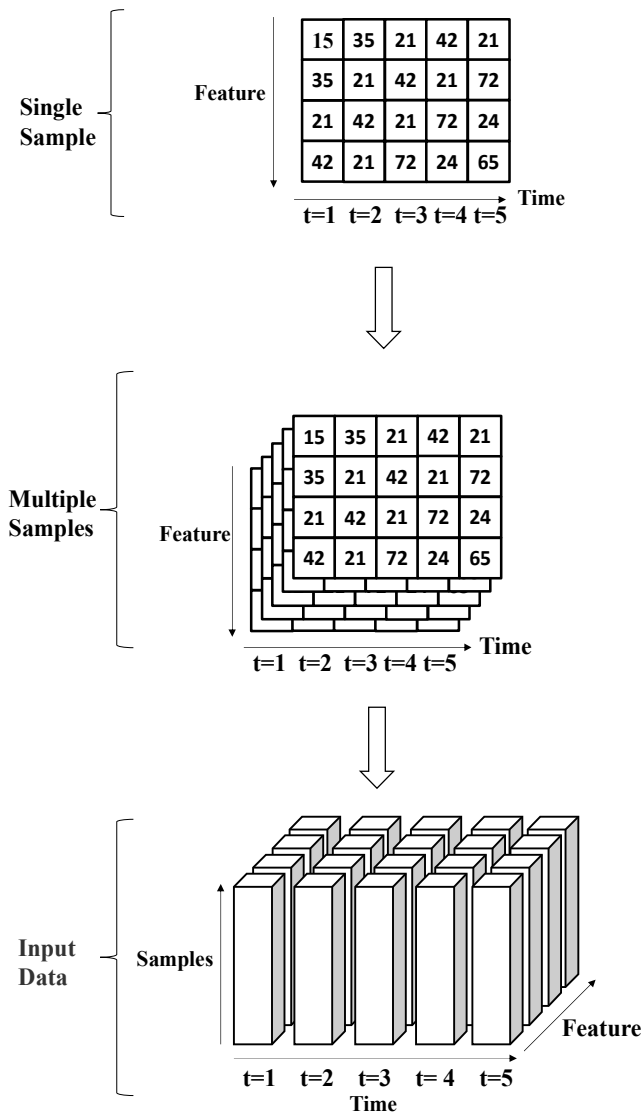 Single
Sample
Feature
15 35 21 42 21
35 21 42 21 72
21 42 21 72 24
42 21 72 24 65
Time
t=1 t=2 t=3 t=4 t=5
Multiple
Samples
Feature
15 35 21 42 21
35 21 42 21 72
21 42 21 72 24
42 21 72 24 65
Time
t=1 t=2 t=3 t=4 t=5
Input
Data
Samples
Feature
t=1 t=2 t=3 t= 4 t=5
Time